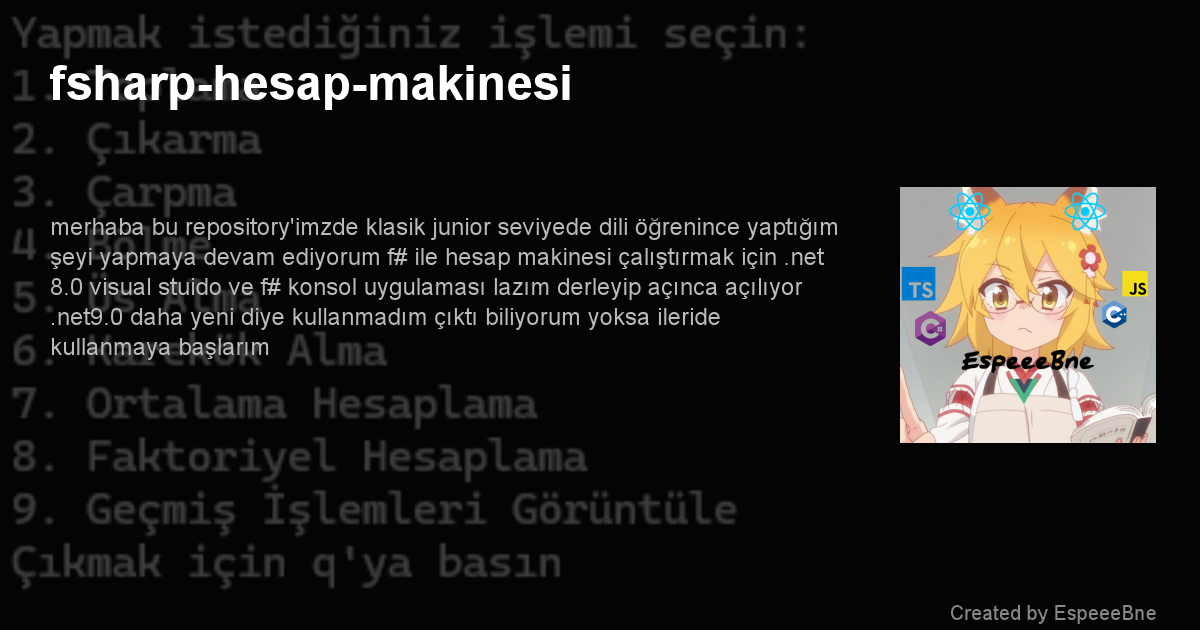 Yapmak istediğiniz işlemi seçin:
fsharp-hesap-makinesi
1. Toplama
2. Çıkarma
3. Çarpma
merhaba bu repository'imzde klasik junior seviyede dili öğrenince yaptığım
4. Bölme
şeyi yapmaya devam ediyorum f# ile hesap makinesi çalıştırmak için .net
8.0 visual stuido ve f# konsol uygulaması lazım derleyip açınca açılıyor
5. Üs Alma
.net9.0 daha yeni diye kullanmadım çıktı biliyorum yoksa ileride
kullanmaya başlarım
6. Karekök Alma
7. Ortalama Hesaplama
8. Faktoriyel Hesaplama
9. Geçmiş İşlemleri Görüntüle
Çıkmak için q'ya basın
TS
JS
C#
C++
EspeeeBne
Created by EspeeeBne